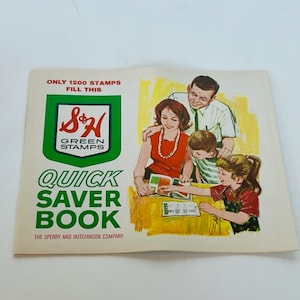 ONLY 1200 STAMPS
FILL THIS
S&H
GREEN
STAMPS
QUICK
SAVER
BOOK
THE SPERRY AND HUTCHINSON COMPANY